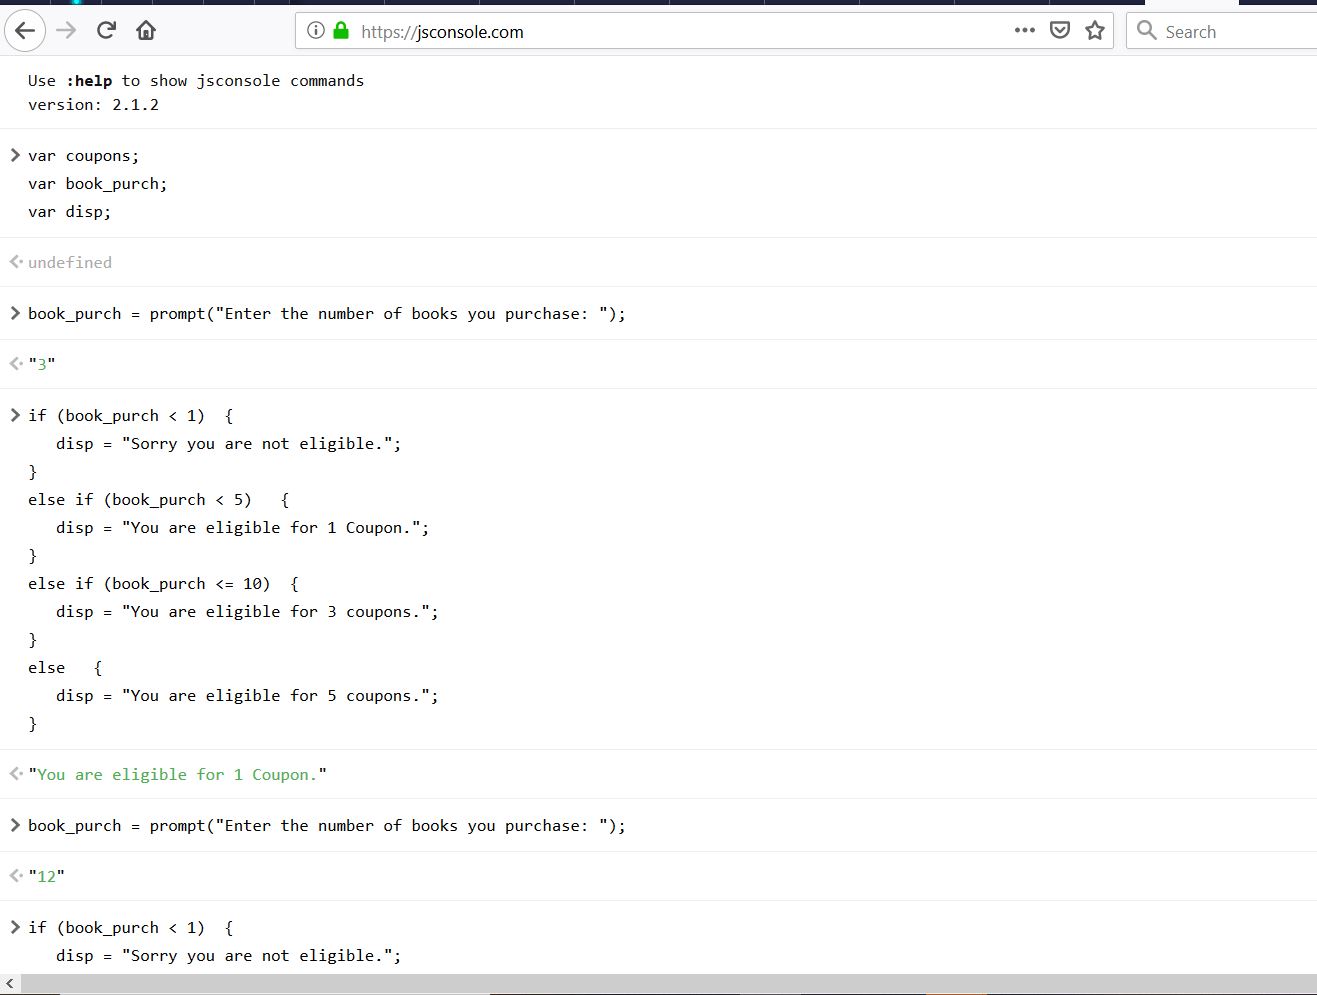 https://jsconsole.com
Search
Use :help to show jsconsole commands
version: 2.1.2
var coupons;
var book_purch;
var disp;
undefined
book_purch = prompt("Enter the number of books you purchase: ");
"3"
if (book_purch < 1)  {
   disp = "Sorry you are not eligible.";
}
else if (book_purch < 5)   {
   disp = "You are eligible for 1 Coupon.";
}
else if (book_purch <= 10)  {
   disp = "You are eligible for 3 coupons.";
}
else   {
   disp = "You are eligible for 5 coupons.";
}
"You are eligible for 1 Coupon."
book_purch = prompt("Enter the number of books you purchase: ");
"12"
if (book_purch < 1)  {
   disp = "Sorry you are not eligible.";